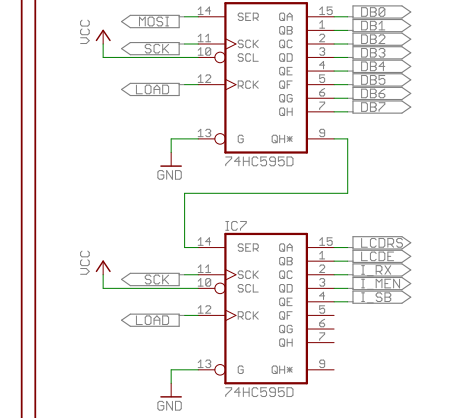 VCC
MOSI 14 SER QA 15 DB0
QB 1 DB1
SCK 11 SCK QC 2 DB2
10 SCL QD 3 DB3
QE 4 DB4
LOAD 12 RCK QF 5 DB5
QG 6 DB6
QH 7 DB7
13 G QH* 9
74HC595D
GND
IC7
VCC
14 SER QA 15 LCDRS
QB 1 LCDE
SCK 11 SCK QC 2 I_RX
10 SCL QD 3 I_MEN
QE 4 I_SB
LOAD 12 RCK QF 5
QG 6
QH 7
13 G QH* 9
74HC595D
GND